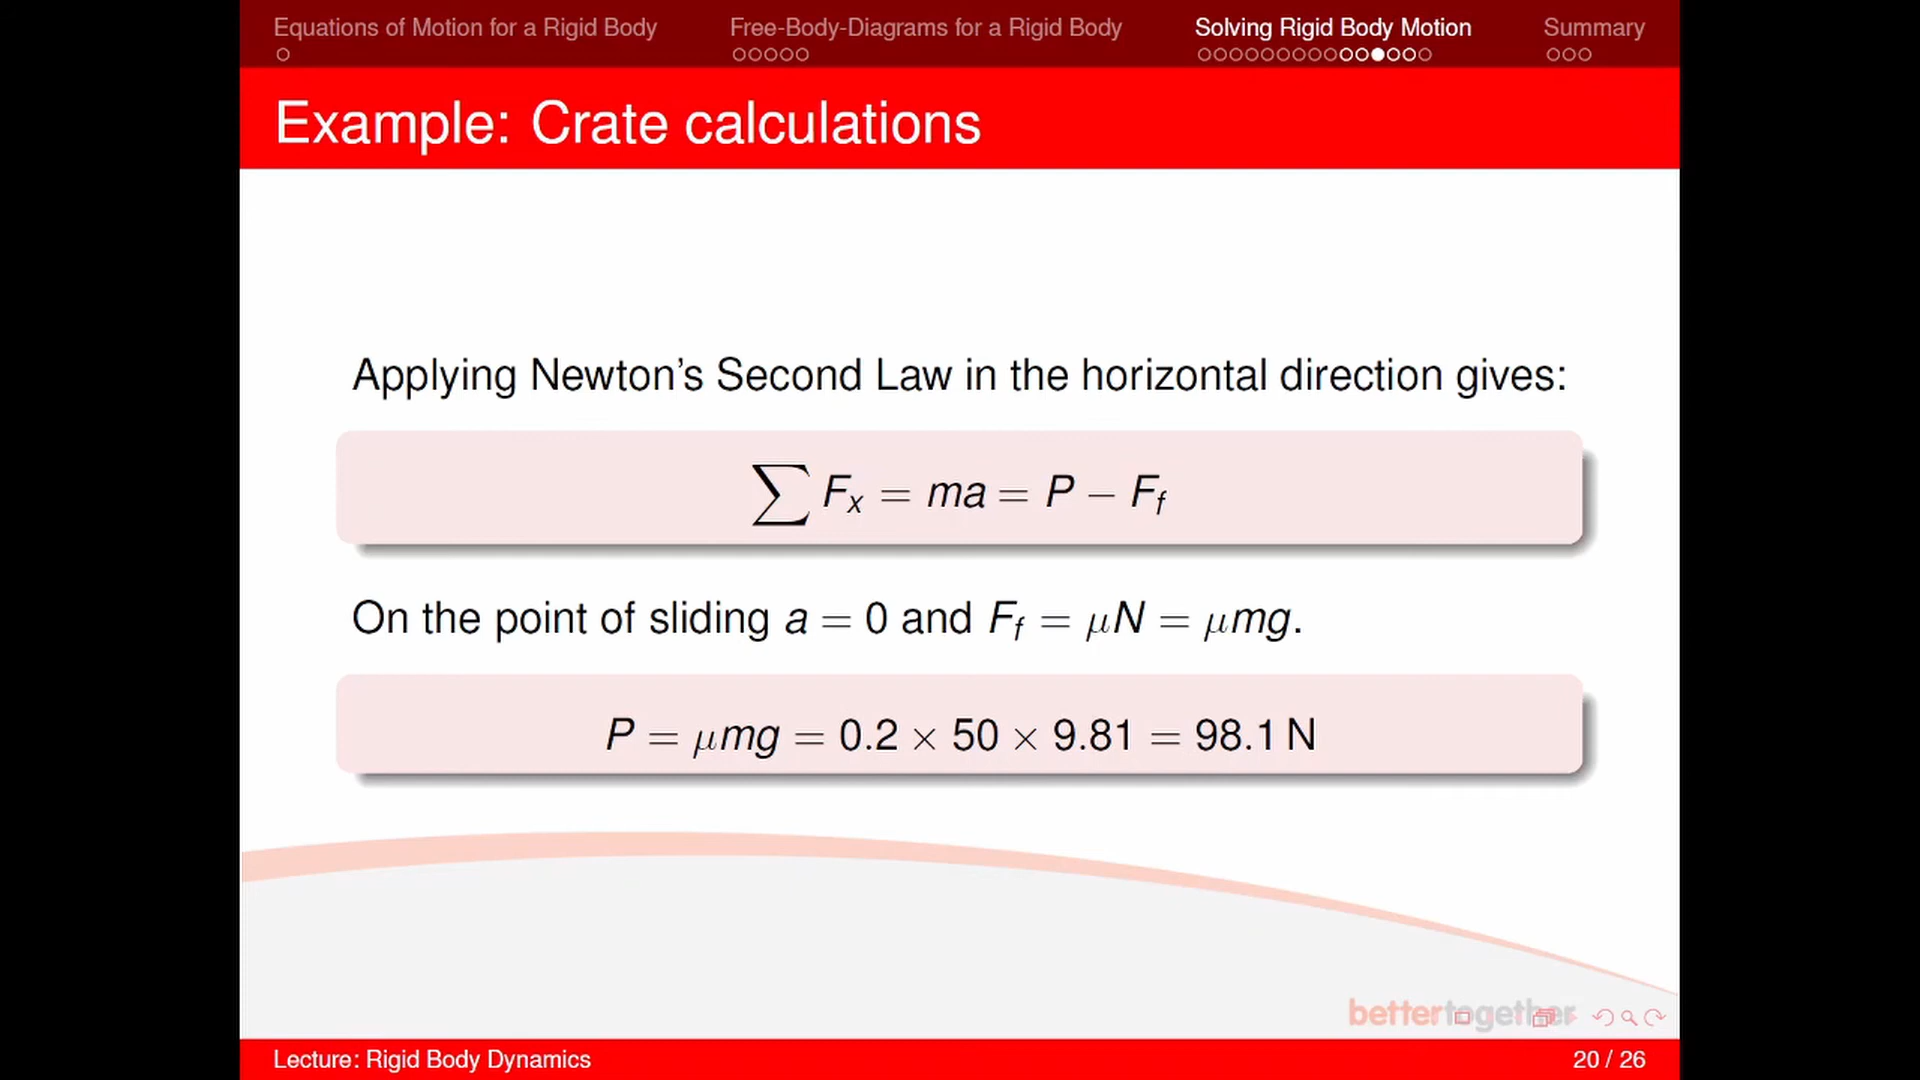 Equations of Motion for a Rigid Body Free-Body-Diagrams for a Rigid Body Solving Rigid Body Motion Summary
Example: Crate calculations
Applying Newton's Second Law in the horizontal direction gives:
∑ Fₓ = ma = P − F_f
On the point of sliding a = 0 and F_f = μN = μmg.
P = μmg = 0.2 × 50 × 9.81 = 98.1 N
bettertogether
Lecture: Rigid Body Dynamics 20 / 26